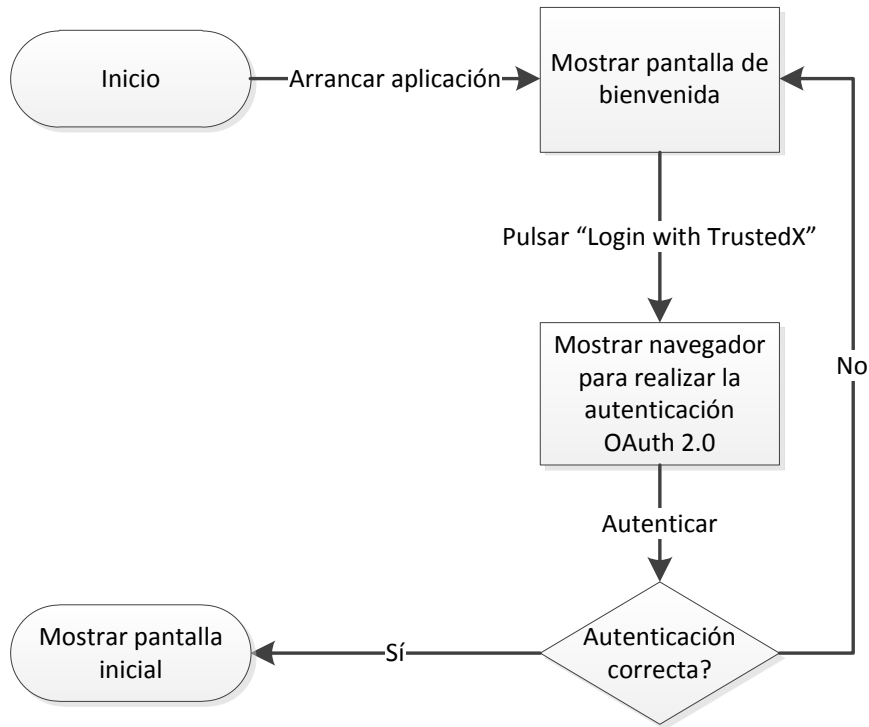 Inicio
Arrancar aplicación
Mostrar pantalla de
bienvenida
Pulsar “Login with TrustedX”
Mostrar navegador
para realizar la
autenticación
OAuth 2.0
No
Autenticar
Autenticación
correcta?
Sí
Mostrar pantalla
inicial